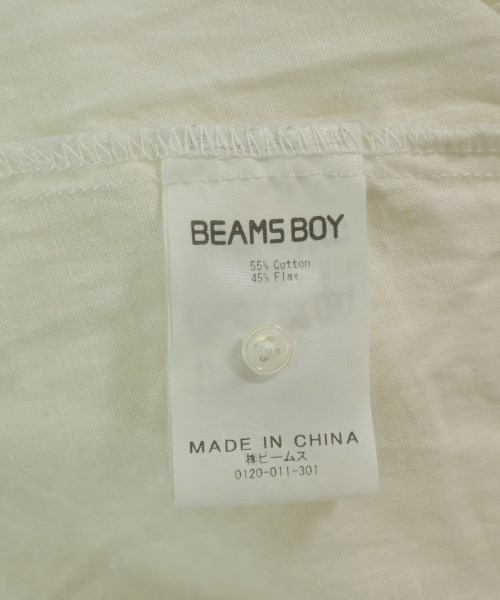 BEAMS BOY
55% Cotton
45% Flax
MADE IN CHINA
㈱ビームス
0120-011-301